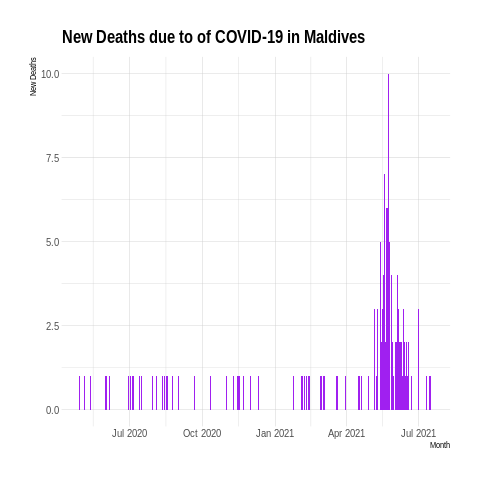 New Deaths due to of COVID-19 in Maldives
New Deaths
10.0
7.5
5.0
2.5
0.0
Jul 2020 Oct 2020 Jan 2021 Apr 2021 Jul 2021
Month